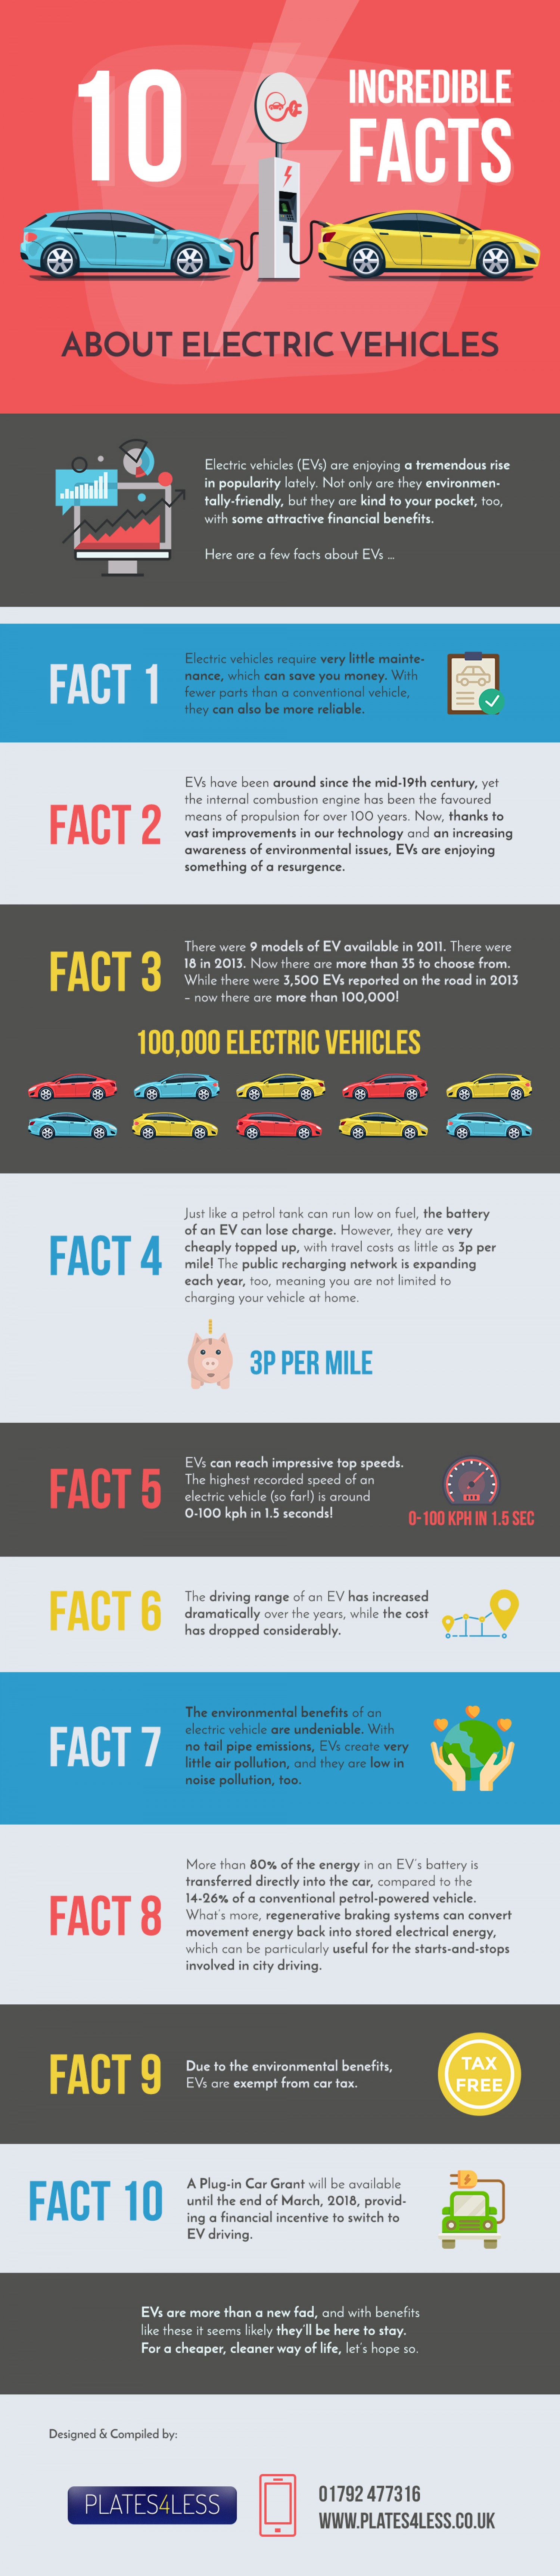 10
INCREDIBLE
FACTS
ABOUT ELECTRIC VEHICLES
Electric vehicles (EVs) are enjoying a tremendous rise
in popularity lately. Not only are they environmen-
tally-friendly, but they are kind to your pocket, too,
with some attractive financial benefits.
Here are a few facts about EVs ...
FACT 1
Electric vehicles require very little mainte-
nance, which can save you money. With
fewer parts than a conventional vehicle,
they can also be more reliable.
FACT 2
EVs have been around since the mid-19th century, yet
the internal combustion engine has been the favoured
means of propulsion for over 100 years. Now, thanks to
vast improvements in our technology and an increasing
awareness of environmental issues, EVs are enjoying
something of a resurgence.
FACT 3
There were 9 models of EV available in 2011. There were
18 in 2013. Now there are more than 35 to choose from.
While there were 3,500 EVs reported on the road in 2013
- now there are more than 100,000!
100,000 ELECTRIC VEHICLES
FACT 4
Just like a petrol tank can run low on fuel, the battery
of an EV can lose charge. However, they are very
cheaply topped up, with travel costs as little as 3p per
mile! The public recharging network is expanding
each year, too, meaning you are not limited to
charging your vehicle at home.
3P PER MILE
FACT 5
EVs can reach impressive top speeds.
The highest recorded speed of an
electric vehicle (so far!) is around
0-100 kph in 1.5 seconds!
0-100 KPH IN 1.5 SEC
FACT 6
The driving range of an EV has increased
dramatically over the years, while the cost
has dropped considerably.
FACT 7
The environmental benefits of an
electric vehicle are undeniable. With
no tail pipe emissions, EVs create very
little air pollution, and they are low in
noise pollution, too.
FACT 8
More than 80% of the energy in an EV's battery is
transferred directly into the car, compared to the
14-26% of a conventional petrol-powered vehicle.
What's more, regenerative braking systems can convert
movement energy back into stored electrical energy,
which can be particularly useful for the starts-and-stops
involved in city driving.
FACT 9
Due to the environmental benefits,
EVs are exempt from car tax.
TAX
FREE
FACT 10
A Plug-in Car Grant will be available
until the end of March, 2018, provid-
ing a financial incentive to switch to
EV driving.
EVs are more than a new fad, and with benefits
like these it seems likely they'll be here to stay.
For a cheaper, cleaner way of life, let's hope so.
Designed & Compiled by:
PLATES4LESS
01792 477316
WWW.PLATES4LESS.CO.UK